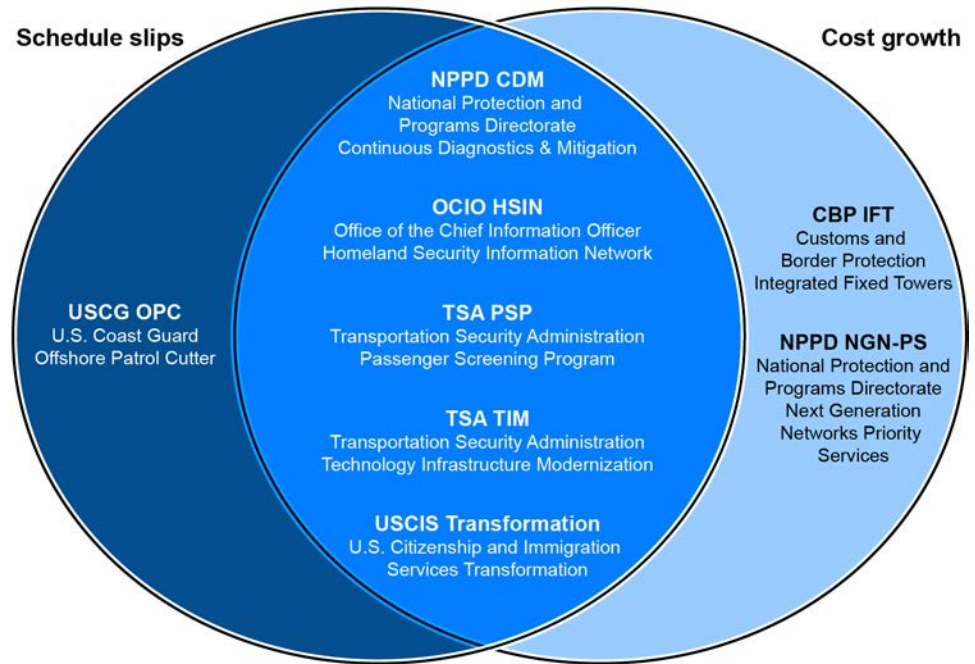 Schedule slips
Cost growth
NPPD CDM
National Protection and
Programs Directorate
Continuous Diagnostics & Mitigation
OCIO HSIN
Office of the Chief Information Officer
Homeland Security Information Network
CBP IFT
Customs and
Border Protection
Integrated Fixed Towers
USCG OPC
U.S. Coast Guard
Offshore Patrol Cutter
TSA PSP
Transportation Security Administration
Passenger Screening Program
NPPD NGN-PS
National Protection and
Programs Directorate
Next Generation
Networks Priority
Services
TSA TIM
Transportation Security Administration
Technology Infrastructure Modernization
USCIS Transformation
U.S. Citizenship and Immigration
Services Transformation